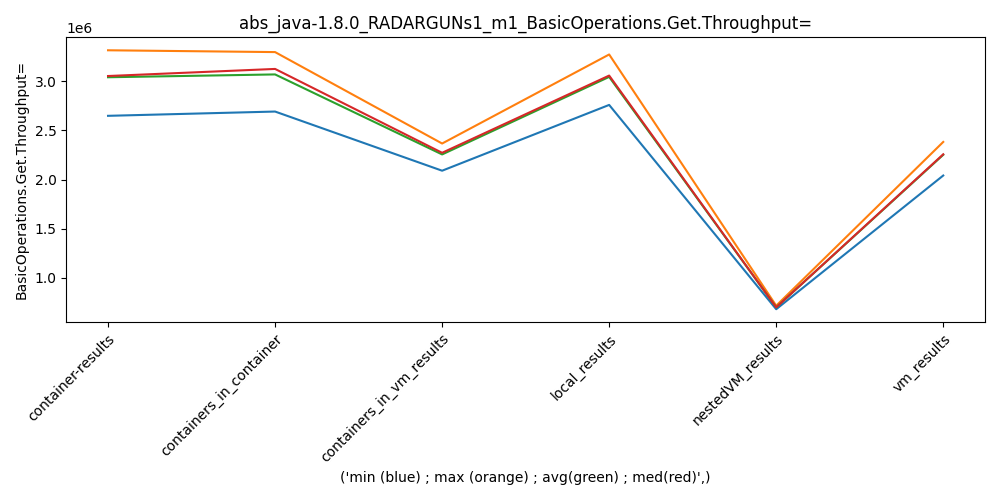 abs_java-1.8.0_RADARGUNs1_m1_BasicOperations.Get.Throughput=
1e6
BasicOperations.Get.Throughput=
3.0
2.5
2.0
1.5
1.0
container-results
containers_in_container
containers_in_vm_results
local_results
nestedVM_results
vm_results
('min (blue) ; max (orange) ; avg(green) ; med(red)',)